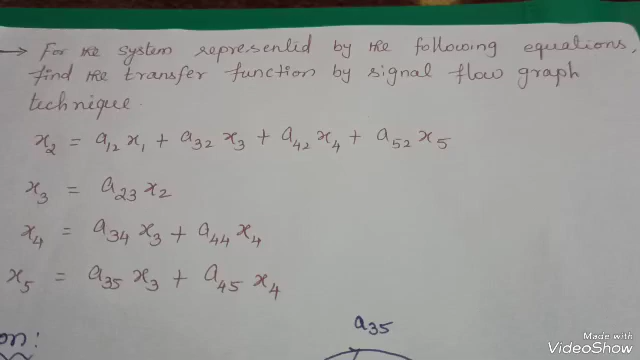 → For the system represented by the following equations,
find the transfer function by signal flow graph
technique.
x₂ = a₁₂ x₁ + a₃₂ x₃ + a₄₂ x₄ + a₅₂ x₅
x₃ = a₂₃ x₂
x₄ = a₃₄ x₃ + a₄₄ x₄
x₅ = a₃₅ x₃ + a₄₅ x₄
on:
a₃₅
Made with
VideoShow